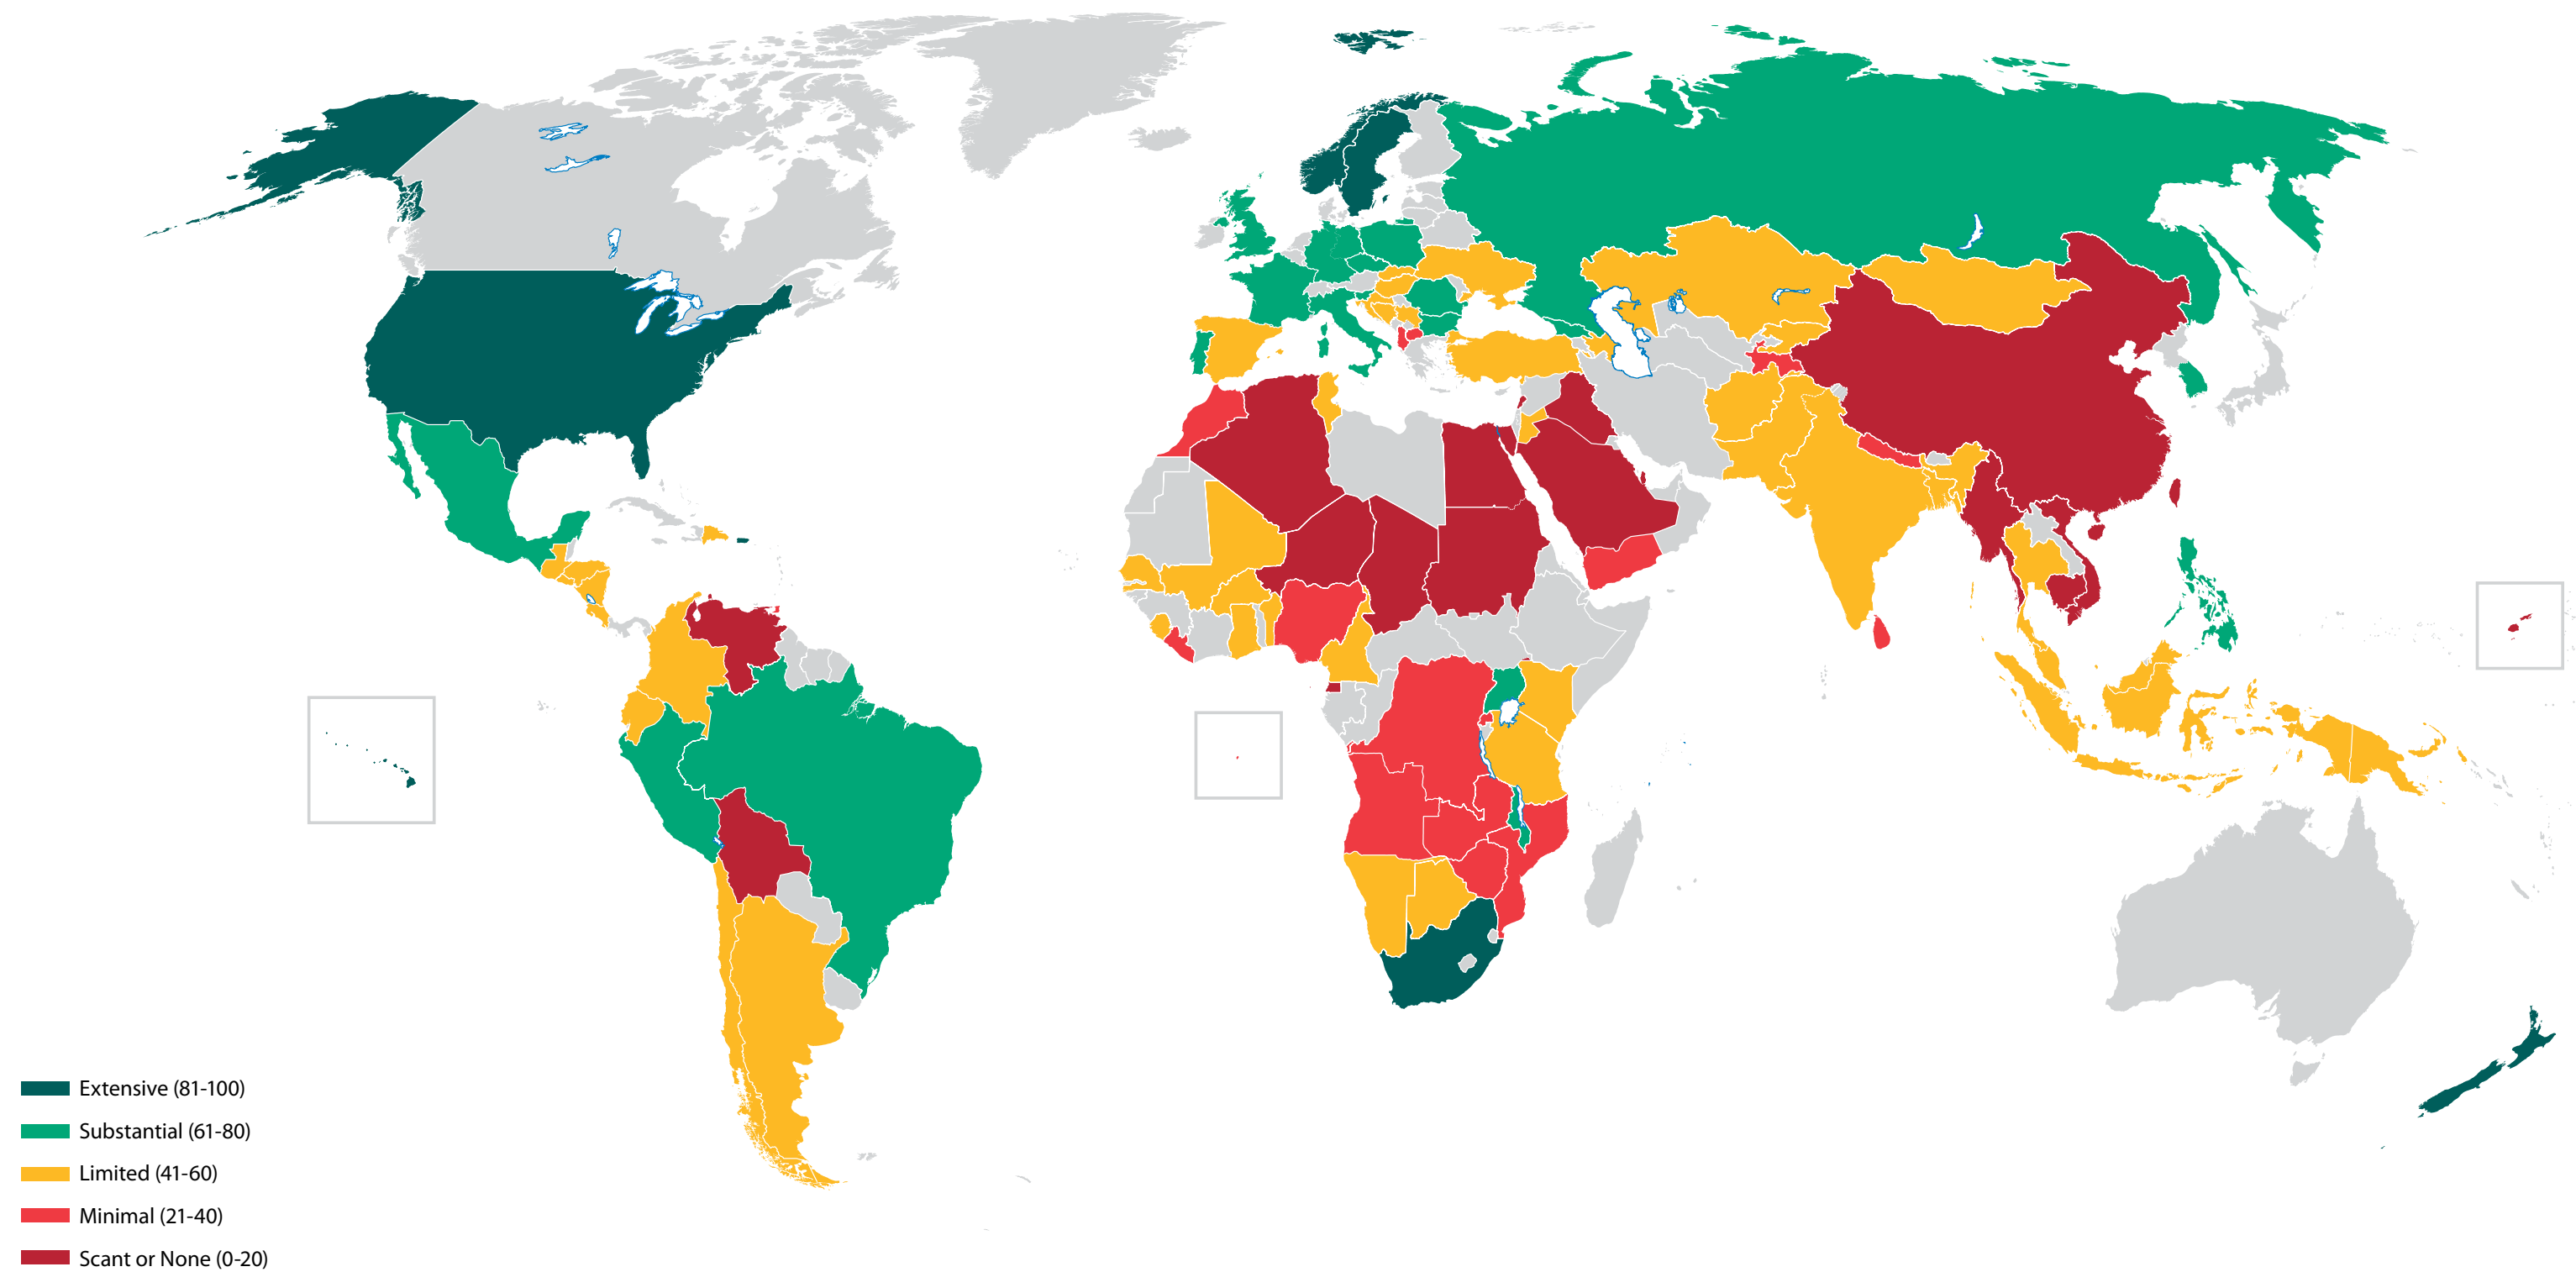 Extensive (81-100)
Substantial (61-80)
Limited (41-60)
Minimal (21-40)
Scant or None (0-20)